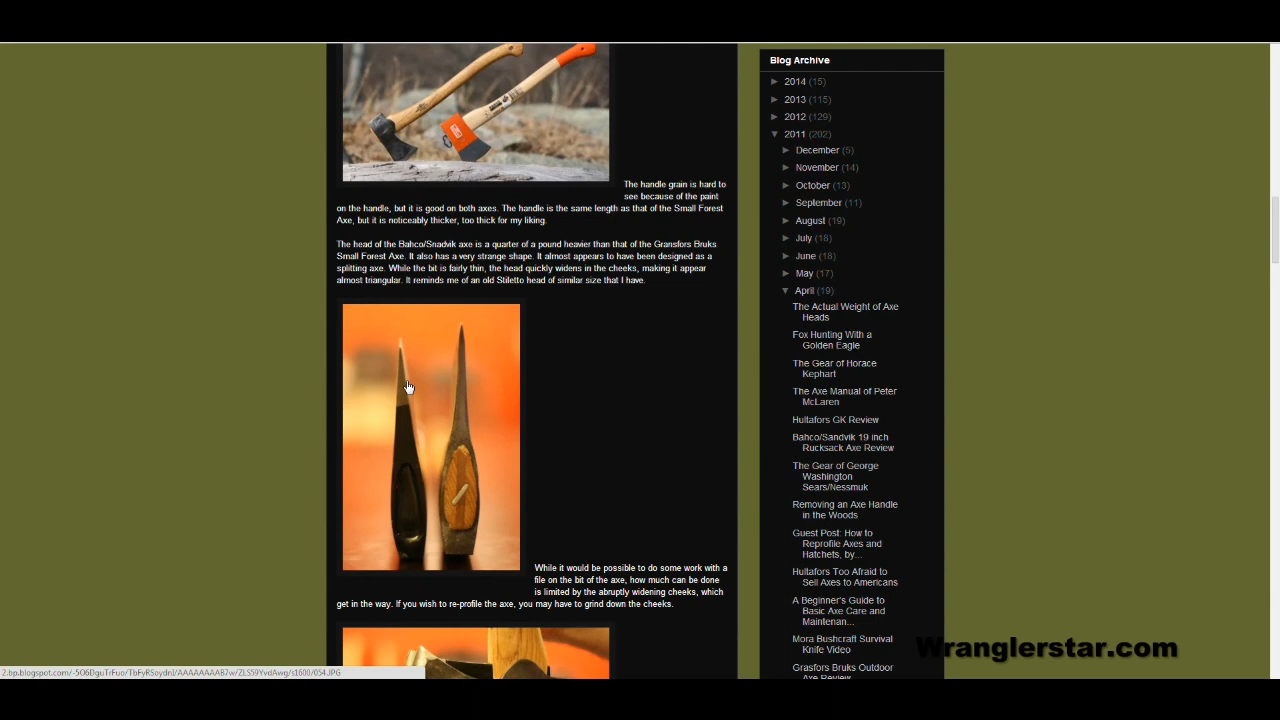 The handle grain is hard to
see because of the paint
on the handle, but it is good on both axes. The handle is the same length as that of the Small Forest
Axe, but it is noticeably thicker, too thick for my liking.
The head of the Bahco/Snadvik axe is a quarter of a pound heavier than that of the Gransfors Bruks
Small Forest Axe. It also has a very strange shape. It almost appears to have been designed as a
splitting axe. While the bit is fairly thin, the head quickly widens in the cheeks, making it appear
almost triangular. It reminds me of an old Stiletto head of similar size that I have.
While it would be possible to do some work with a
file on the bit of the axe, how much can be done
is limited by the abruptly widening cheeks, which
get in the way. If you wish to re-profile the axe, you may have to grind down the cheeks.
Blog Archive
► 2014 (15)
► 2013 (115)
► 2012 (129)
▼ 2011 (202)
► December (5)
► November (14)
► October (13)
► September (11)
► August (19)
► July (18)
► June (18)
► May (17)
▼ April (19)
The Actual Weight of Axe
Heads
Fox Hunting With a
Golden Eagle
The Gear of Horace
Kephart
The Axe Manual of Peter
McLaren
Hultafors GK Review
Bahco/Sandvik 19 inch
Rucksack Axe Review
The Gear of George
Washington
Sears/Nessmuk
Removing an Axe Handle
in the Woods
Guest Post: How to
Reprofile Axes and
Hatchets, by...
Hultafors Too Afraid to
Sell Axes to Americans
A Beginner's Guide to
Basic Axe Care and
Maintenan...
Mora Bushcraft Survival
Knife Video
Grasfors Bruks Outdoor
Axe Review
Wranglerstar.com